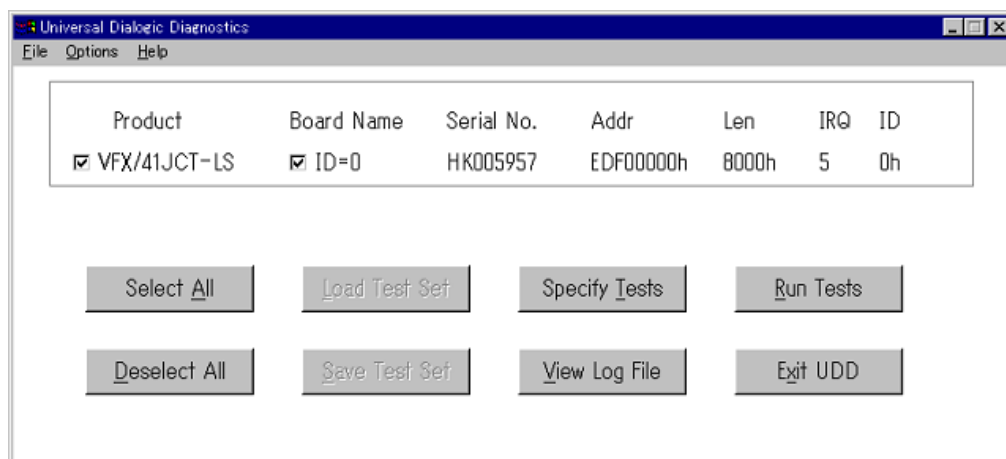 Universal Dialogic Diagnostics
File Options Help
Product Board Name Serial No. Addr Len IRQ ID
VFX/41JCT-LS ID=0 HK005957 EDF00000h 8000h 5 0h
Select All Load Test Set Specify Tests Run Tests
Deselect All Save Test Set View Log File Exit UDD